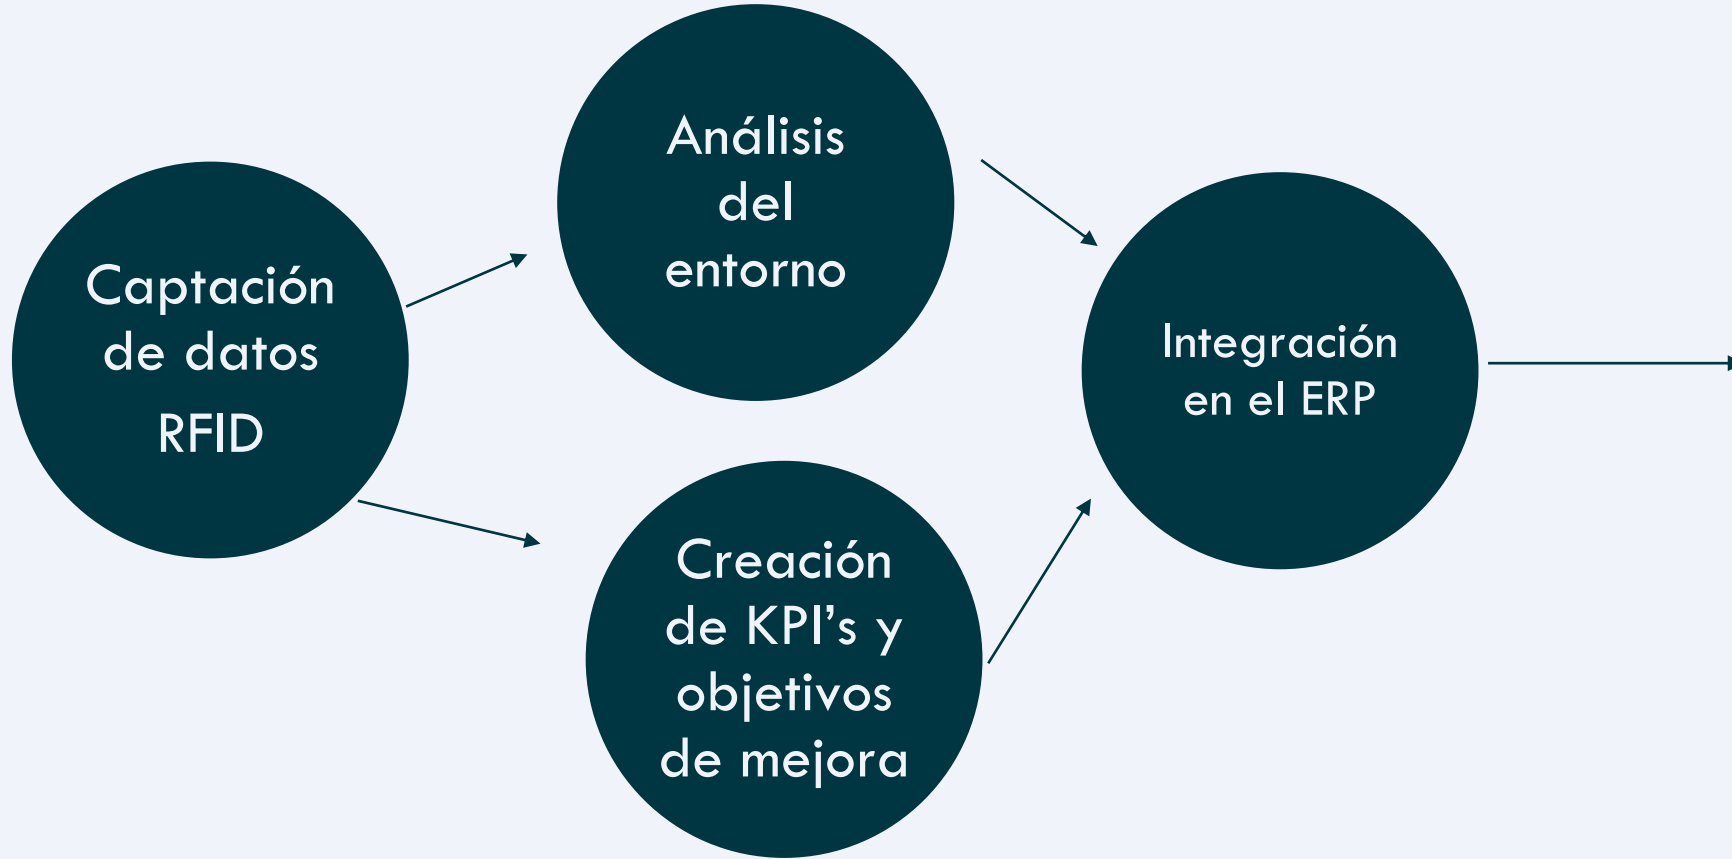 Captación
de datos
RFID
Análisis
del
entorno
Creación
de KPI’s y
objetivos
de mejora
Integración
en el ERP